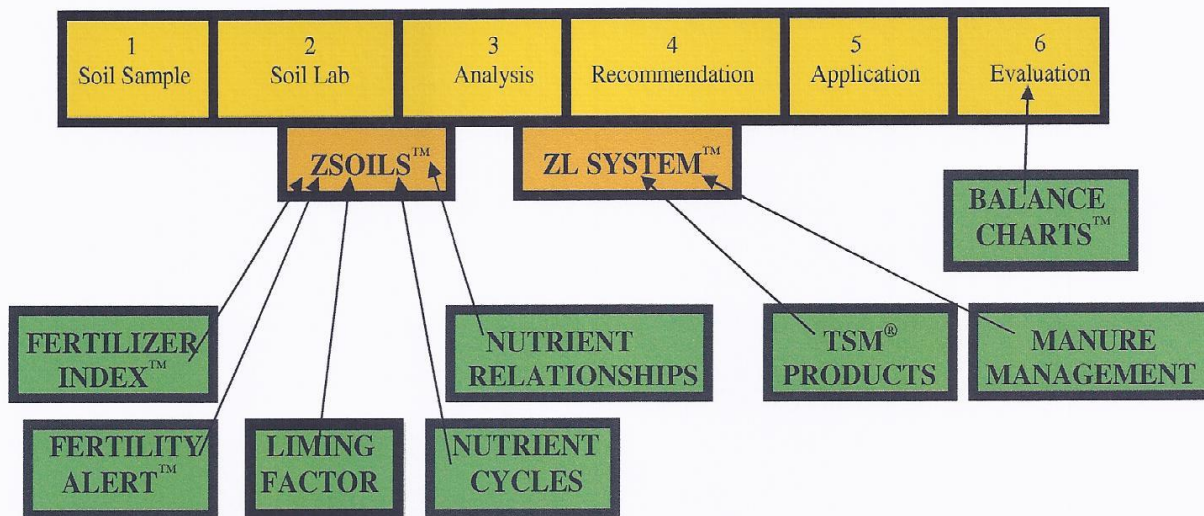 1
Soil Sample
2
Soil Lab
3
Analysis
4
Recommendation
5
Application
6
Evaluation
ZSOILS™
ZL SYSTEM™
BALANCE
CHARTS™
FERTILIZER
INDEX™
NUTRIENT
RELATIONSHIPS
TSM®
PRODUCTS
MANURE
MANAGEMENT
FERTILITY
ALERT™
LIMING
FACTOR
NUTRIENT
CYCLES